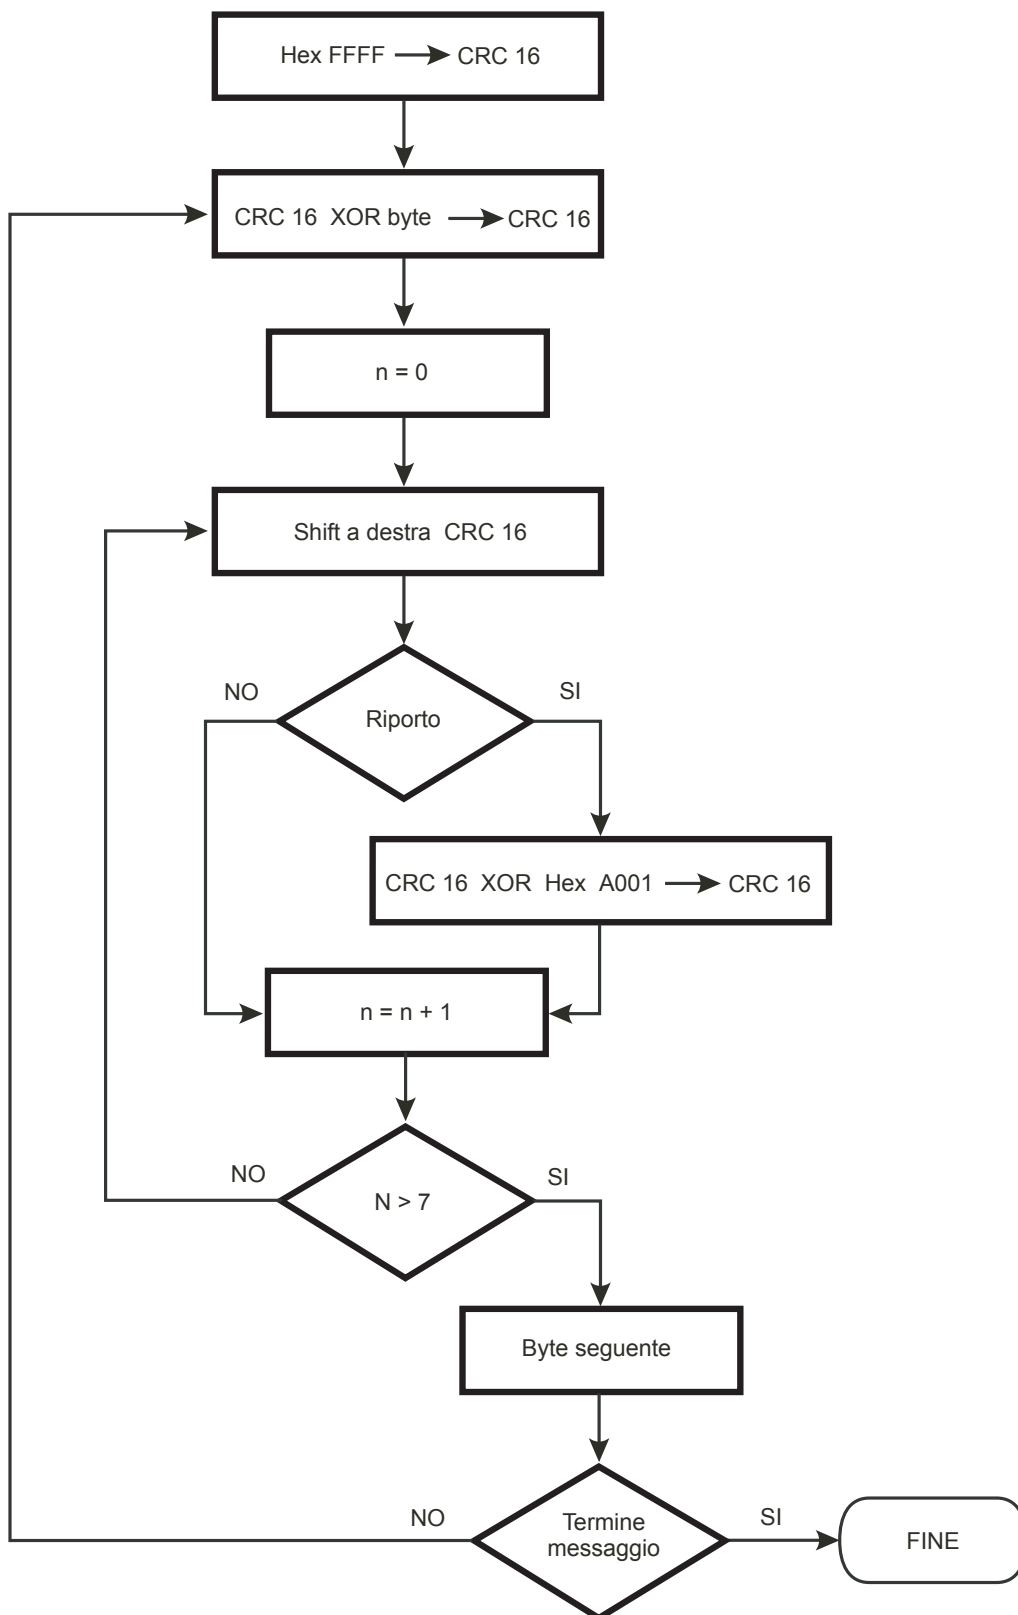 Hex FFFF CRC 16
CRC 16 XOR byte CRC 16
n = 0
Shift a destra CRC 16
NO
SI
Riporto
CRC 16 XOR Hex A001 CRC 16
n = n + 1
NO
SI
N > 7
Byte seguente
NO
Termine
messaggio
SI
FINE